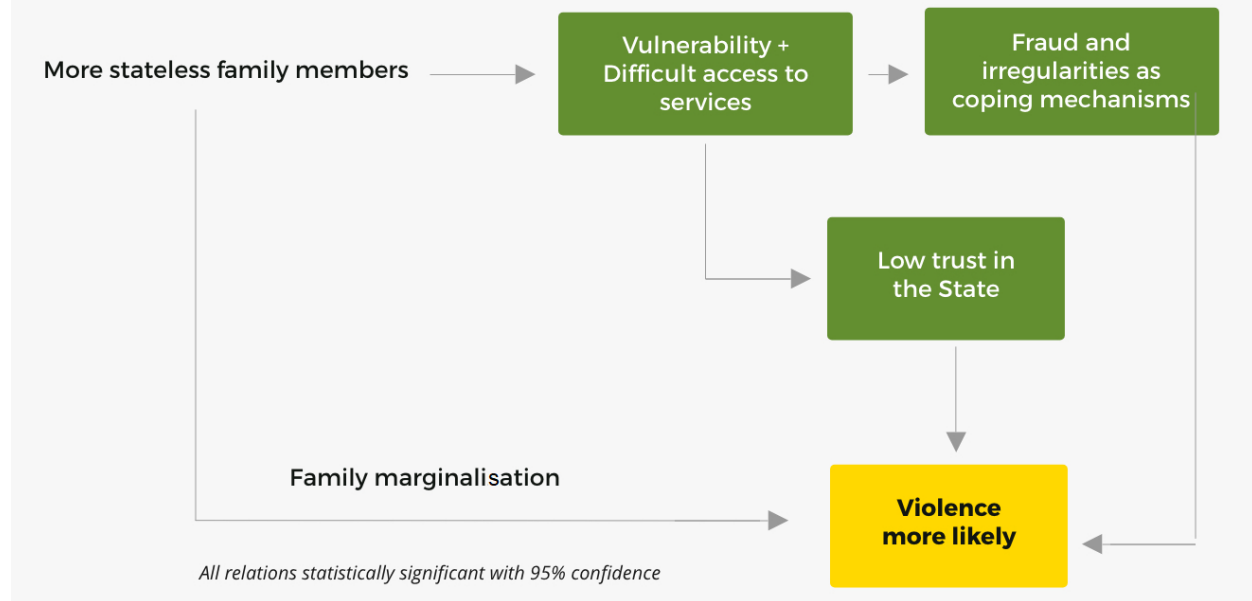 More stateless family members
Vulnerability +
Difficult access to
services
Fraud and
irregularities as
coping mechanisms
Low trust in
the State
Family marginalisation
Violence
more likely
All relations statistically significant with 95% confidence